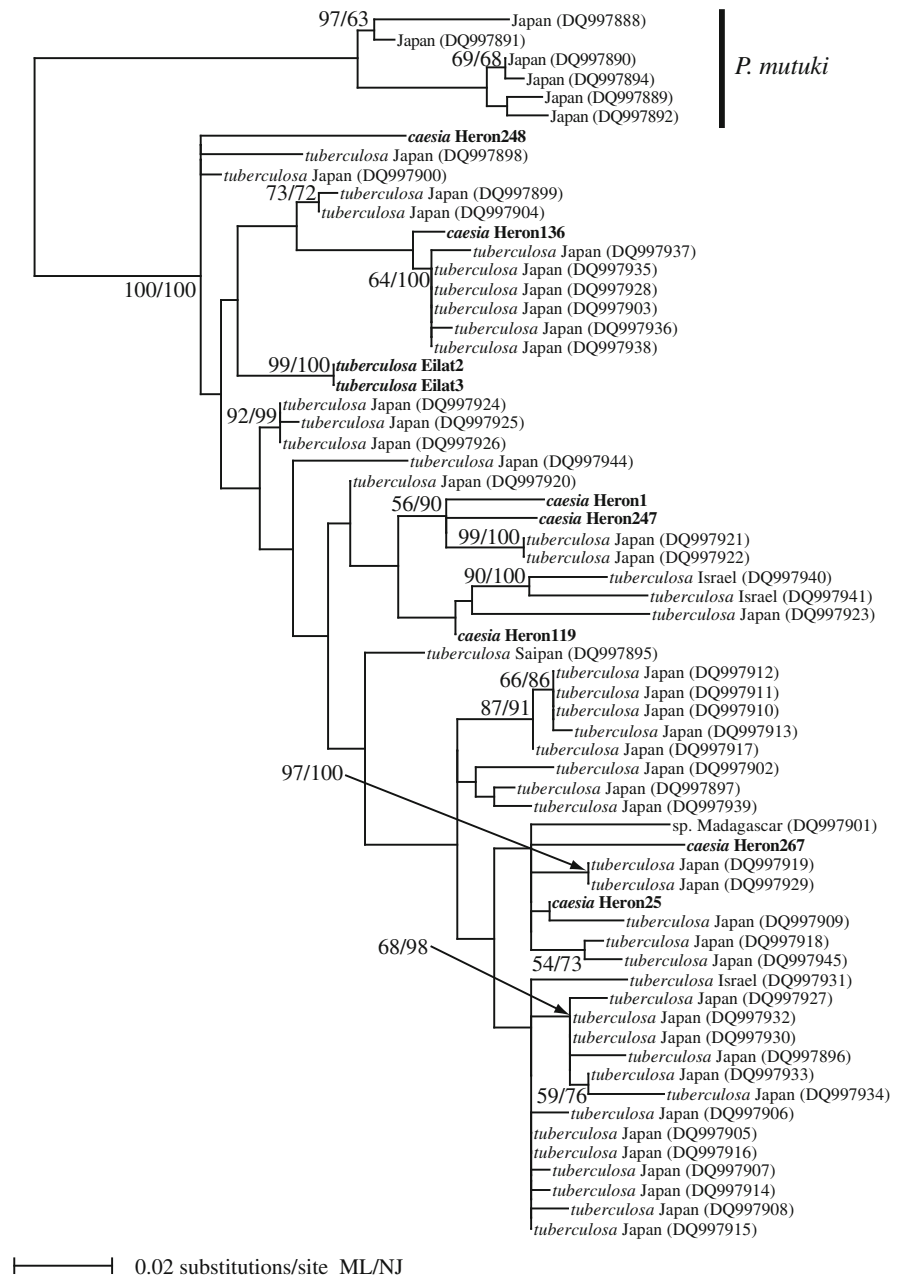 97/63
Japan (DQ997888)
Japan (DQ997891)
69/68
Japan (DQ997890)
Japan (DQ997894)
Japan (DQ997889)
Japan (DQ997892)
P. mutuki
caesia Heron248
tuberculosa Japan (DQ997898)
tuberculosa Japan (DQ997900)
73/72
tuberculosa Japan (DQ997899)
tuberculosa Japan (DQ997904)
caesia Heron136
tuberculosa Japan (DQ997937)
100/100
64/100
tuberculosa Japan (DQ997935)
tuberculosa Japan (DQ997928)
tuberculosa Japan (DQ997903)
tuberculosa Japan (DQ997936)
tuberculosa Japan (DQ997938)
99/100
tuberculosa Eilat2
tuberculosa Eilat3
92/99
tuberculosa Japan (DQ997924)
tuberculosa Japan (DQ997925)
tuberculosa Japan (DQ997926)
tuberculosa Japan (DQ997944)
tuberculosa Japan (DQ997920)
56/90
caesia Heron1
caesia Heron247
99/100
tuberculosa Japan (DQ997921)
tuberculosa Japan (DQ997922)
90/100
tuberculosa Israel (DQ997940)
tuberculosa Israel (DQ997941)
tuberculosa Japan (DQ997923)
caesia Heron119
tuberculosa Saipan (DQ997895)
66/86
tuberculosa Japan (DQ997912)
tuberculosa Japan (DQ997911)
87/91
tuberculosa Japan (DQ997910)
tuberculosa Japan (DQ997913)
tuberculosa Japan (DQ997917)
97/100
tuberculosa Japan (DQ997902)
tuberculosa Japan (DQ997897)
tuberculosa Japan (DQ997939)
sp. Madagascar (DQ997901)
caesia Heron267
tuberculosa Japan (DQ997919)
tuberculosa Japan (DQ997929)
caesia Heron25
tuberculosa Japan (DQ997909)
68/98
tuberculosa Japan (DQ997918)
54/73
tuberculosa Japan (DQ997945)
tuberculosa Israel (DQ997931)
tuberculosa Japan (DQ997927)
tuberculosa Japan (DQ997932)
tuberculosa Japan (DQ997930)
tuberculosa Japan (DQ997896)
tuberculosa Japan (DQ997933)
59/76
tuberculosa Japan (DQ997934)
tuberculosa Japan (DQ997906)
tuberculosa Japan (DQ997905)
tuberculosa Japan (DQ997916)
tuberculosa Japan (DQ997907)
tuberculosa Japan (DQ997914)
tuberculosa Japan (DQ997908)
tuberculosa Japan (DQ997915)
0.02 substitutions/site ML/NJ